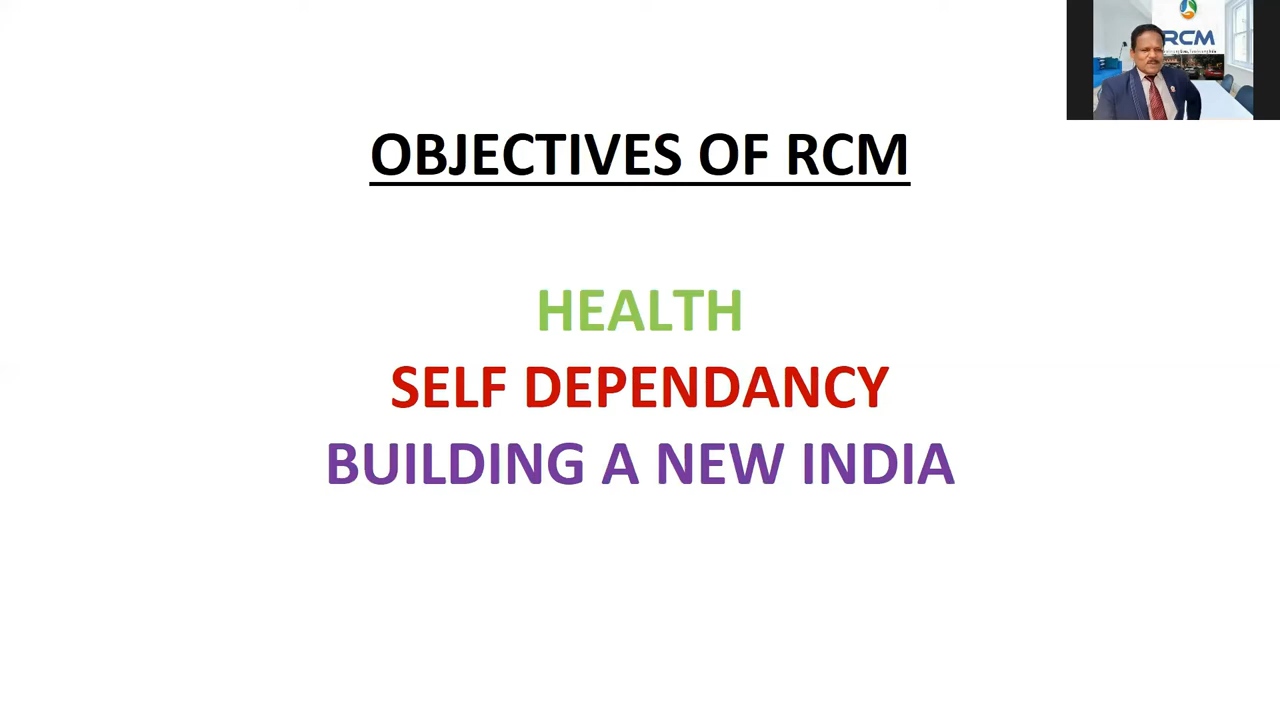 RCM
OBJECTIVES OF RCM
HEALTH
SELF DEPENDANCY
BUILDING A NEW INDIA